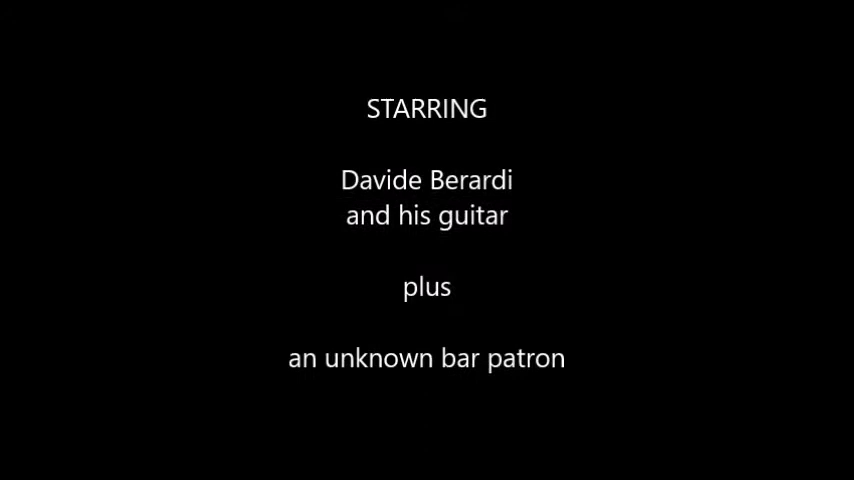 STARRING
Davide Berardi
and his guitar
plus
an unknown bar patron